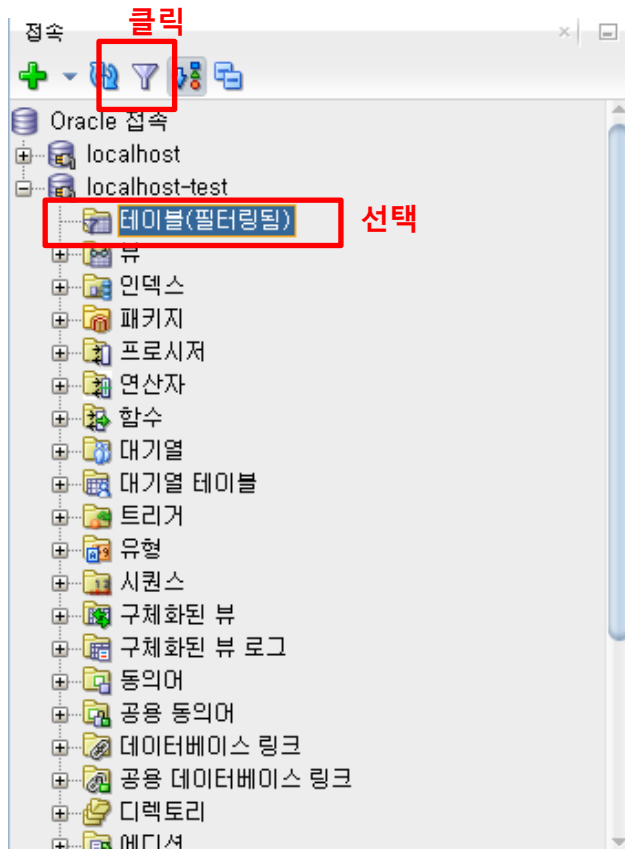 클릭
접속
Oracle 접속
localhost
localhost-test
테이블(필터링됨)
선택
뷰
인덱스
패키지
프로시저
연산자
함수
대기열
대기열 테이블
트리거
유형
시퀀스
구체화된 뷰
구체화된 뷰 로그
동의어
공용 동의어
데이터베이스 링크
공용 데이터베이스 링크
디렉토리
에디션